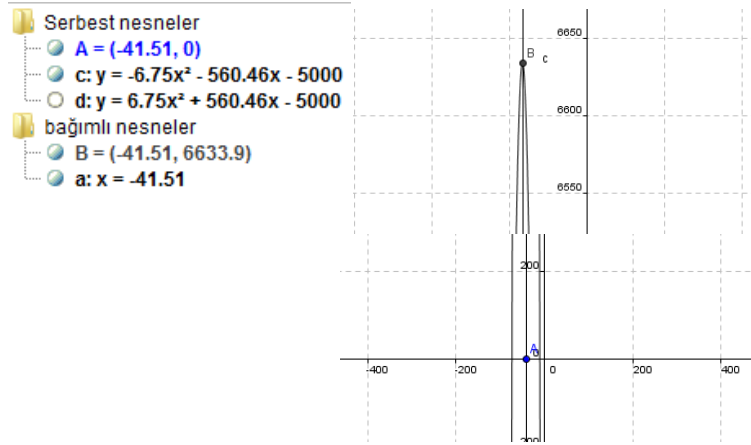 Serbest nesneler
A = (-41.51, 0)
c: y = -6.75x² - 560.46x - 5000
d: y = 6.75x² + 560.46x - 5000
bağımlı nesneler
B = (-41.51, 6633.9)
a: x = -41.51
6650
B c
6600
6550
200
A
-400 -200 0 200 400
-200